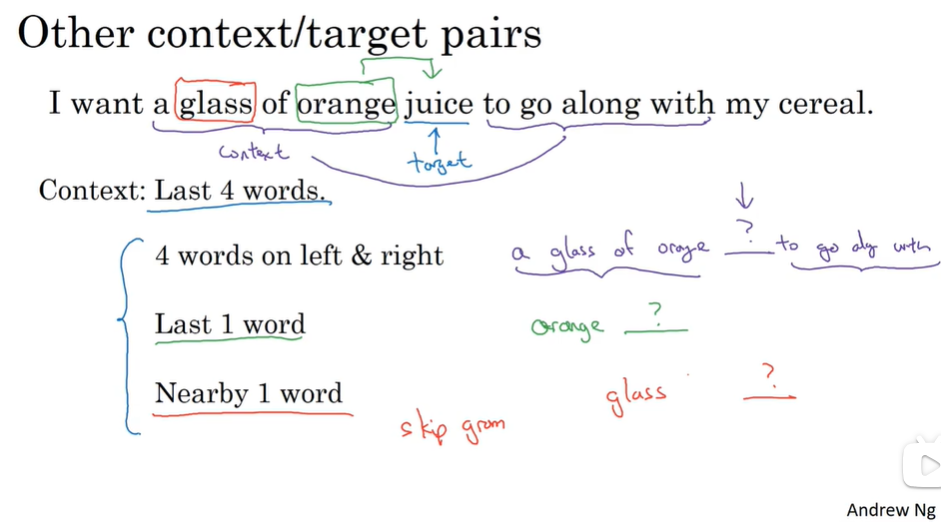 Other context/target pairs
I want a glass of orange juice to go along with my cereal.
context
target
Context: Last 4 words.
4 words on left & right
a glass of orange ? to go alg with
Last 1 word
orange ?
Nearby 1 word
glass ?
skip gram
Andrew Ng